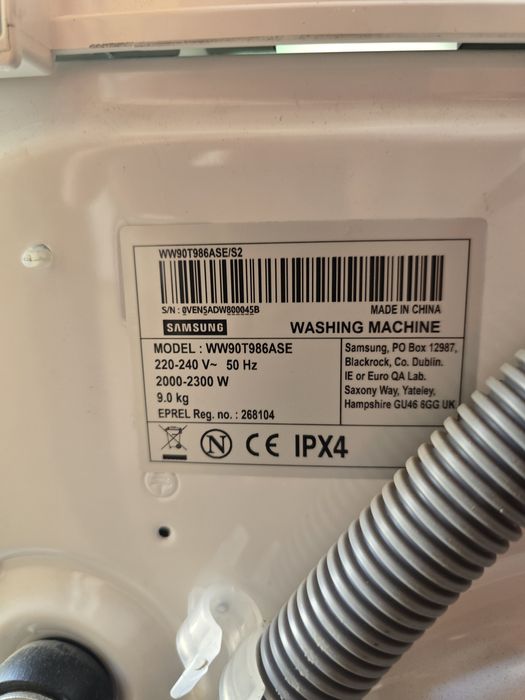 WW90T986ASE/S2
S/N : 0VEN5ADW800045B
MADE IN CHINA
SAMSUNG
WASHING MACHINE
MODEL : WW90T986ASE
220-240 V~ 50 Hz
2000-2300 W
9.0 kg
EPREL Reg. no. : 268104
Samsung, PO Box 12987,
Blackrock, Co. Dublin.
IE or Euro QA Lab.
Saxony Way, Yateley,
Hampshire GU46 6GG UK
N CE IPX4